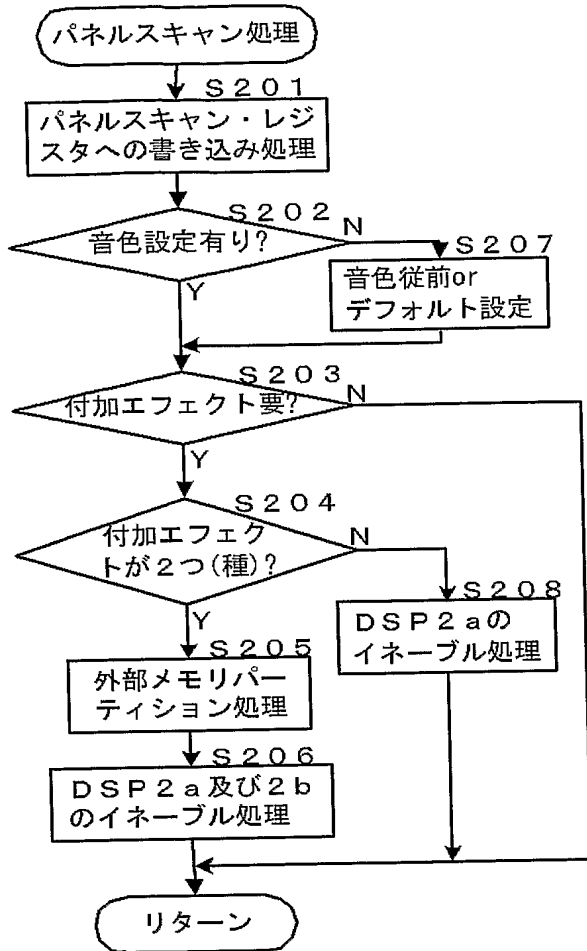 パネルスキャン処理
S201
パネルスキャン・レジ
スタへの書き込み処理
S202
音色設定有り?
N
Y
S207
音色従前or
デフォルト設定
S203
付加エフェクト要?
N
Y
S204
付加エフェク
トが2つ(種)?
N
Y
S208
DSP2aの
イネーブル処理
S205
外部メモリパー
ティション処理
S206
DSP2a及び2b
のイネーブル処理
リターン